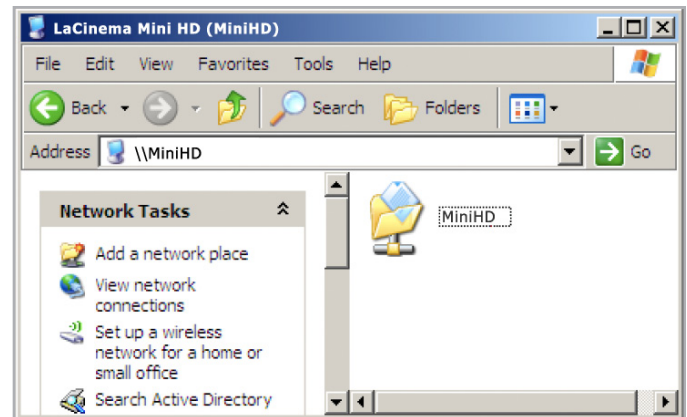 LaCinema Mini HD (MiniHD)
File Edit View Favorites Tools Help
Back Search Folders
Address \\MiniHD Go
Network Tasks
Add a network place
View network
connections
Set up a wireless
network for a home or
small office
Search Active Directory
MiniHD